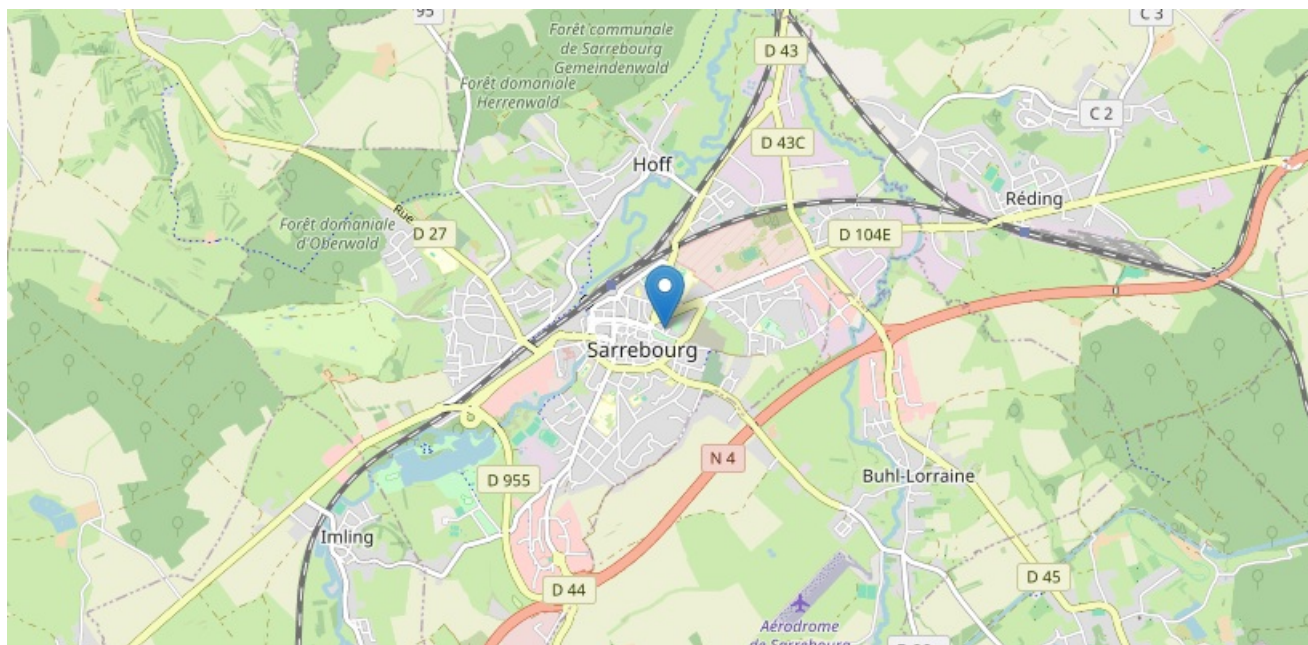 95
C 3
Forêt communale
de Sarrebourg
Gemeindenwald
D 43
Forêt domaniale
Herrenwald
C 2
D 43C
Hoff
Réding
Rue
Forêt domaniale
d'Oberwald
D 27
D 104E
Sarrebourg
N 4
Buhl-Lorraine
D 955
Imling
D 45
D 44
Aérodrome
de Sarrebourg